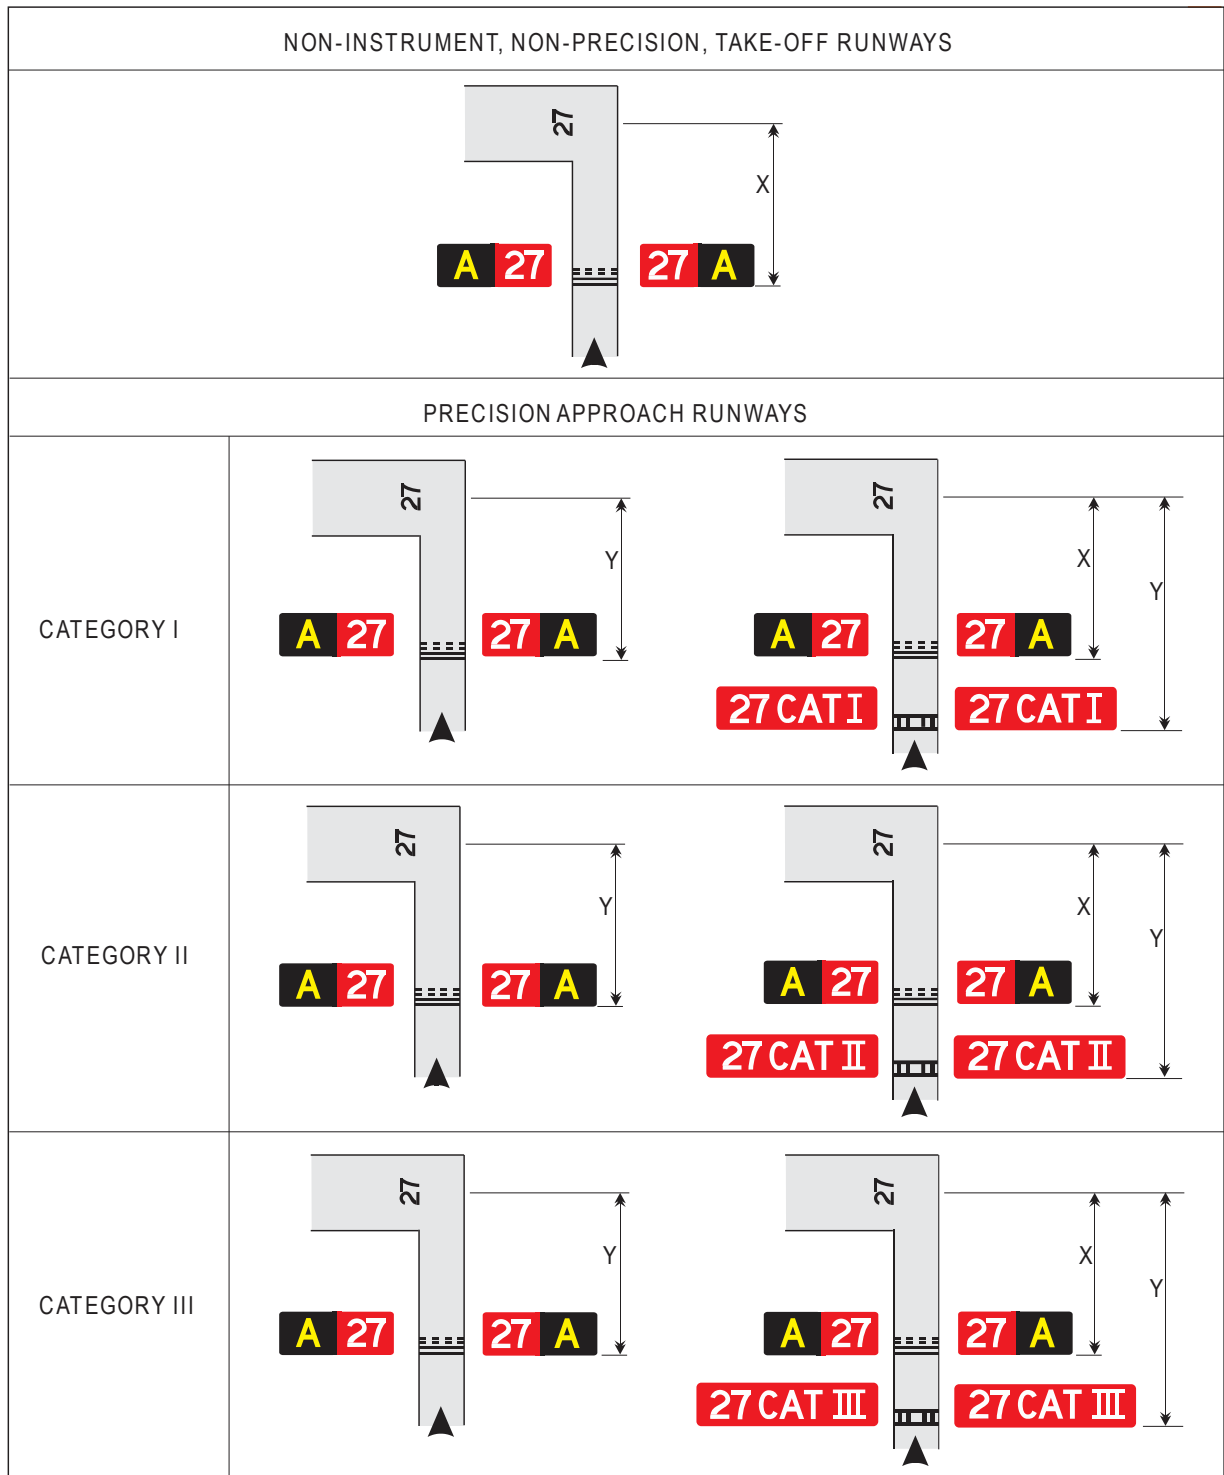 NON-INSTRUMENT, NON-PRECISION, TAKE-OFF RUNWAYS
27
X
A 27
27 A
PRECISION APPROACH RUNWAYS
CATEGORY I
27
Y
A 27
27 A
27
X
Y
A 27
27 A
27 CAT I
27 CAT I
CATEGORY II
27
Y
A 27
27 A
27
X
Y
A 27
27 A
27 CAT II
27 CAT II
CATEGORY III
27
Y
A 27
27 A
27
X
Y
A 27
27 A
27 CAT III
27 CAT III